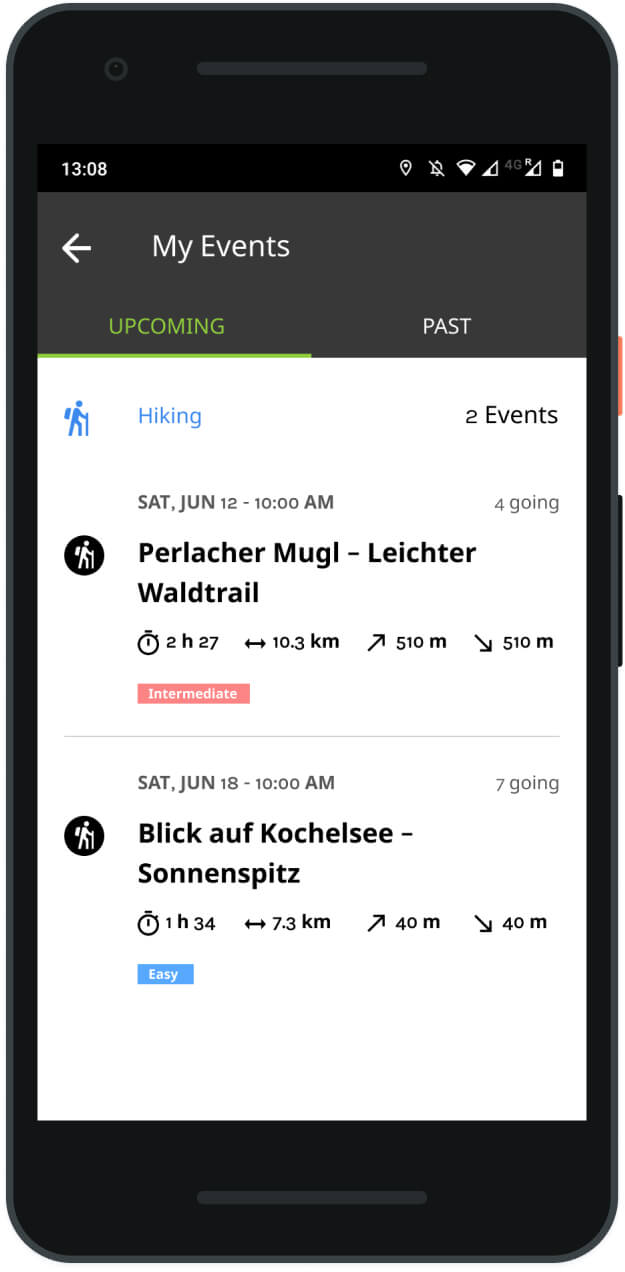 13:08
4G R
My Events
UPCOMING PAST
Hiking 2 Events
SAT, JUN 12 - 10:00 AM 4 going
Perlacher Mugl – Leichter
Waldtrail
2 h 27 10.3 km 510 m 510 m
Intermediate
SAT, JUN 18 - 10:00 AM 7 going
Blick auf Kochelsee –
Sonnenspitz
1 h 34 7.3 km 40 m 40 m
Easy